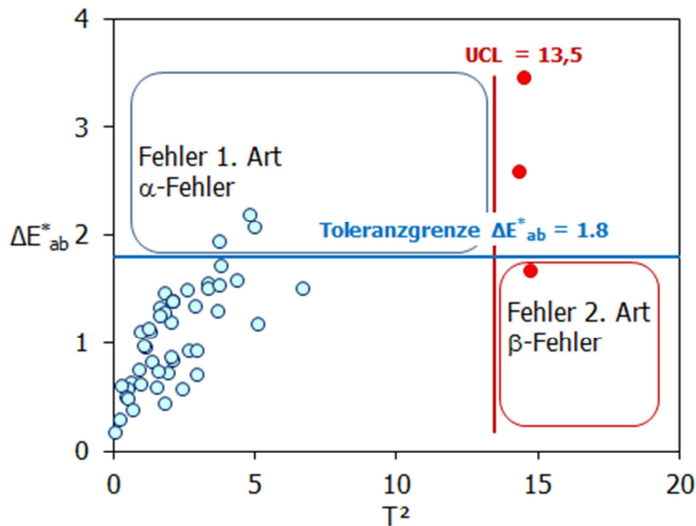 4
UCL = 13,5
3
Fehler 1. Art
α-Fehler
ΔE*ab 2
Toleranzgrenze ΔE*ab = 1.8
Fehler 2. Art
β-Fehler
1
0
0 5 10 15 20
T²